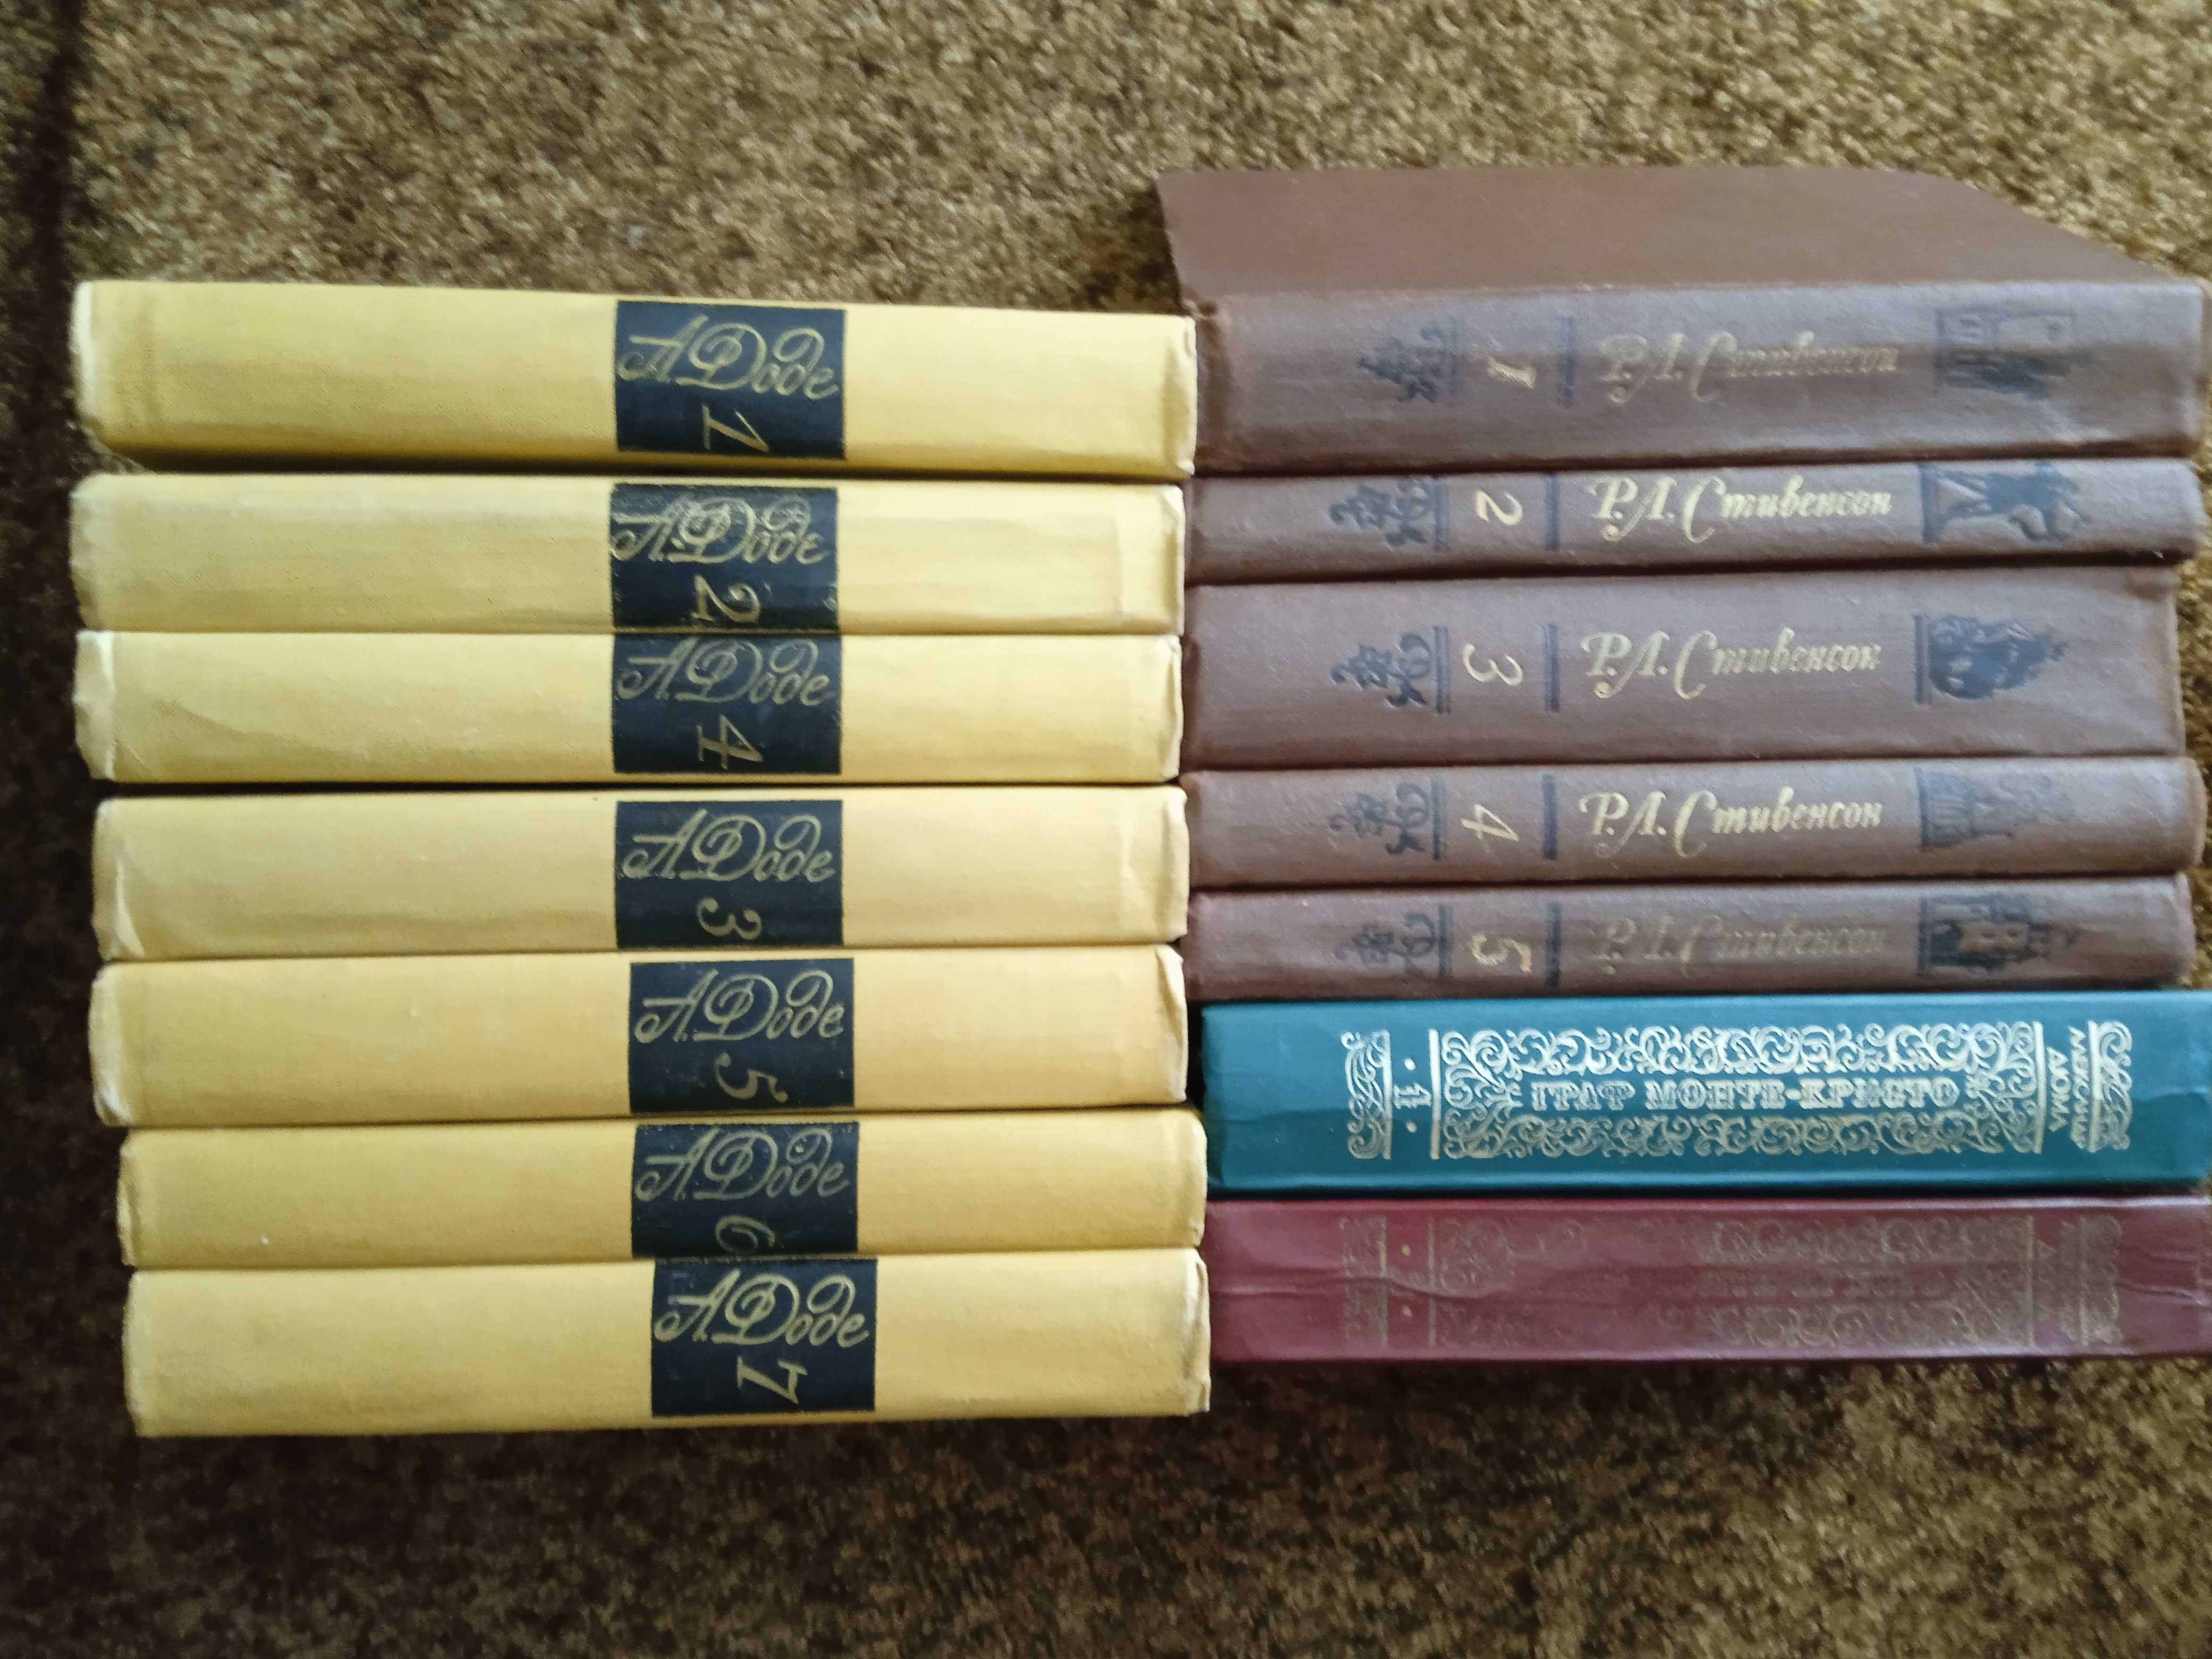 А. Доде
1
А. Доде
2
А. Доде
4
А. Доде
3
А. Доде
5
А. Доде
6
А. Доде
7
1
Р. Л. Стивенсон
2
Р. Л. Стивенсон
3
Р. Л. Стивенсон
4
Р. Л. Стивенсон
5
Р. Л. Стивенсон
АЛЕКСАНДР
ДЮМА
ГРАФ МОНТЕ-КРИСТО